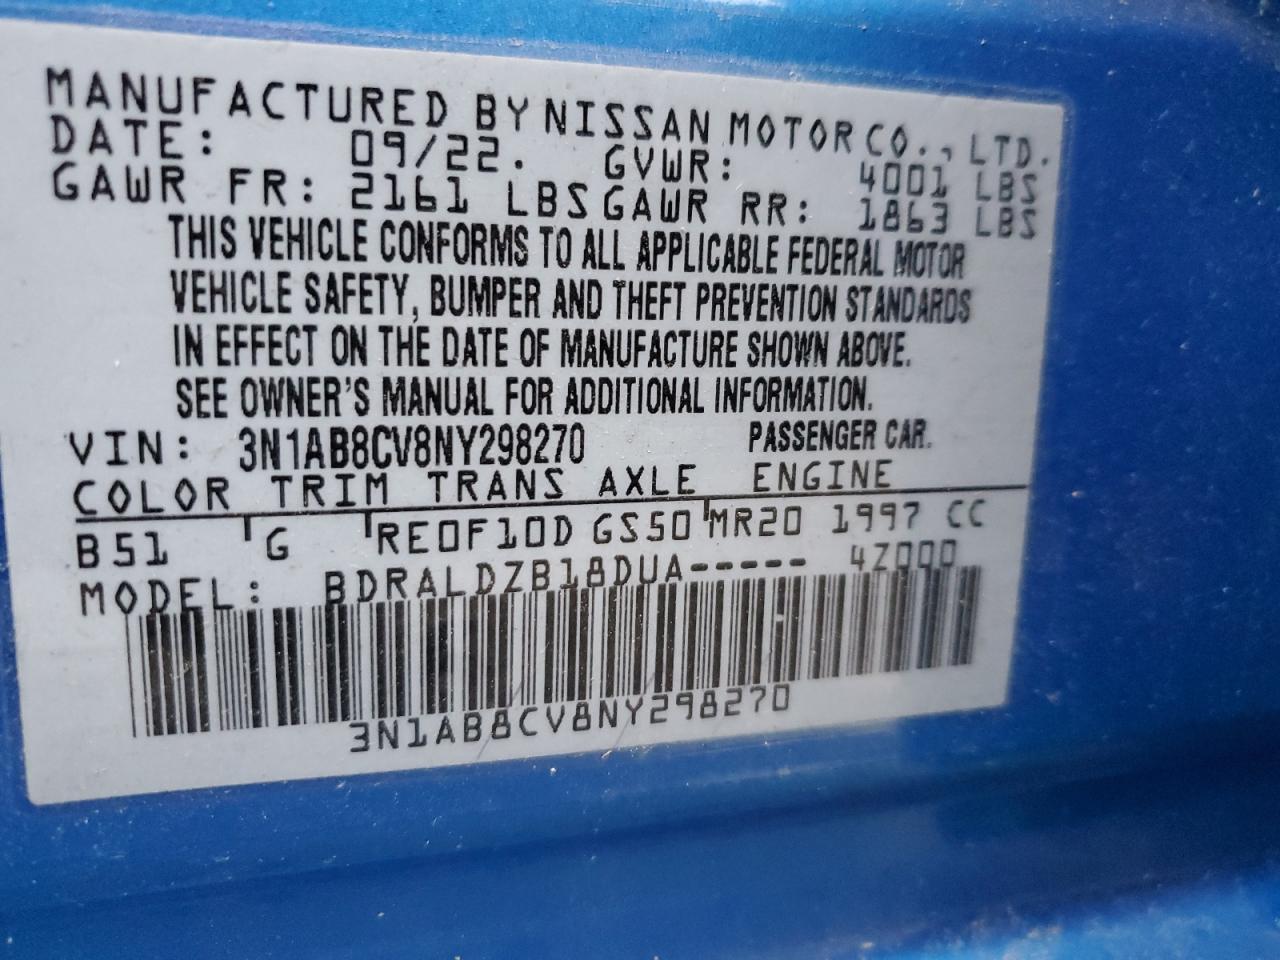 MANUFACTURED BY NISSAN MOTOR CO., LTD.
DATE: 09/22. GVWR: 4001 LBS
GAWR FR: 2161 LBS GAWR RR: 1863 LBS
THIS VEHICLE CONFORMS TO ALL APPLICABLE FEDERAL MOTOR
VEHICLE SAFETY, BUMPER AND THEFT PREVENTION STANDARDS
IN EFFECT ON THE DATE OF MANUFACTURE SHOWN ABOVE.
SEE OWNER'S MANUAL FOR ADDITIONAL INFORMATION.
VIN: 3N1AB8CV8NY298270 PASSENGER CAR.
COLOR TRIM TRANS AXLE ENGINE
B51 G RE0F10D GS50 MR20 1997 CC
MODEL: BDRALDZB18DUA----- 4Z000
3N1AB8CV8NY298270